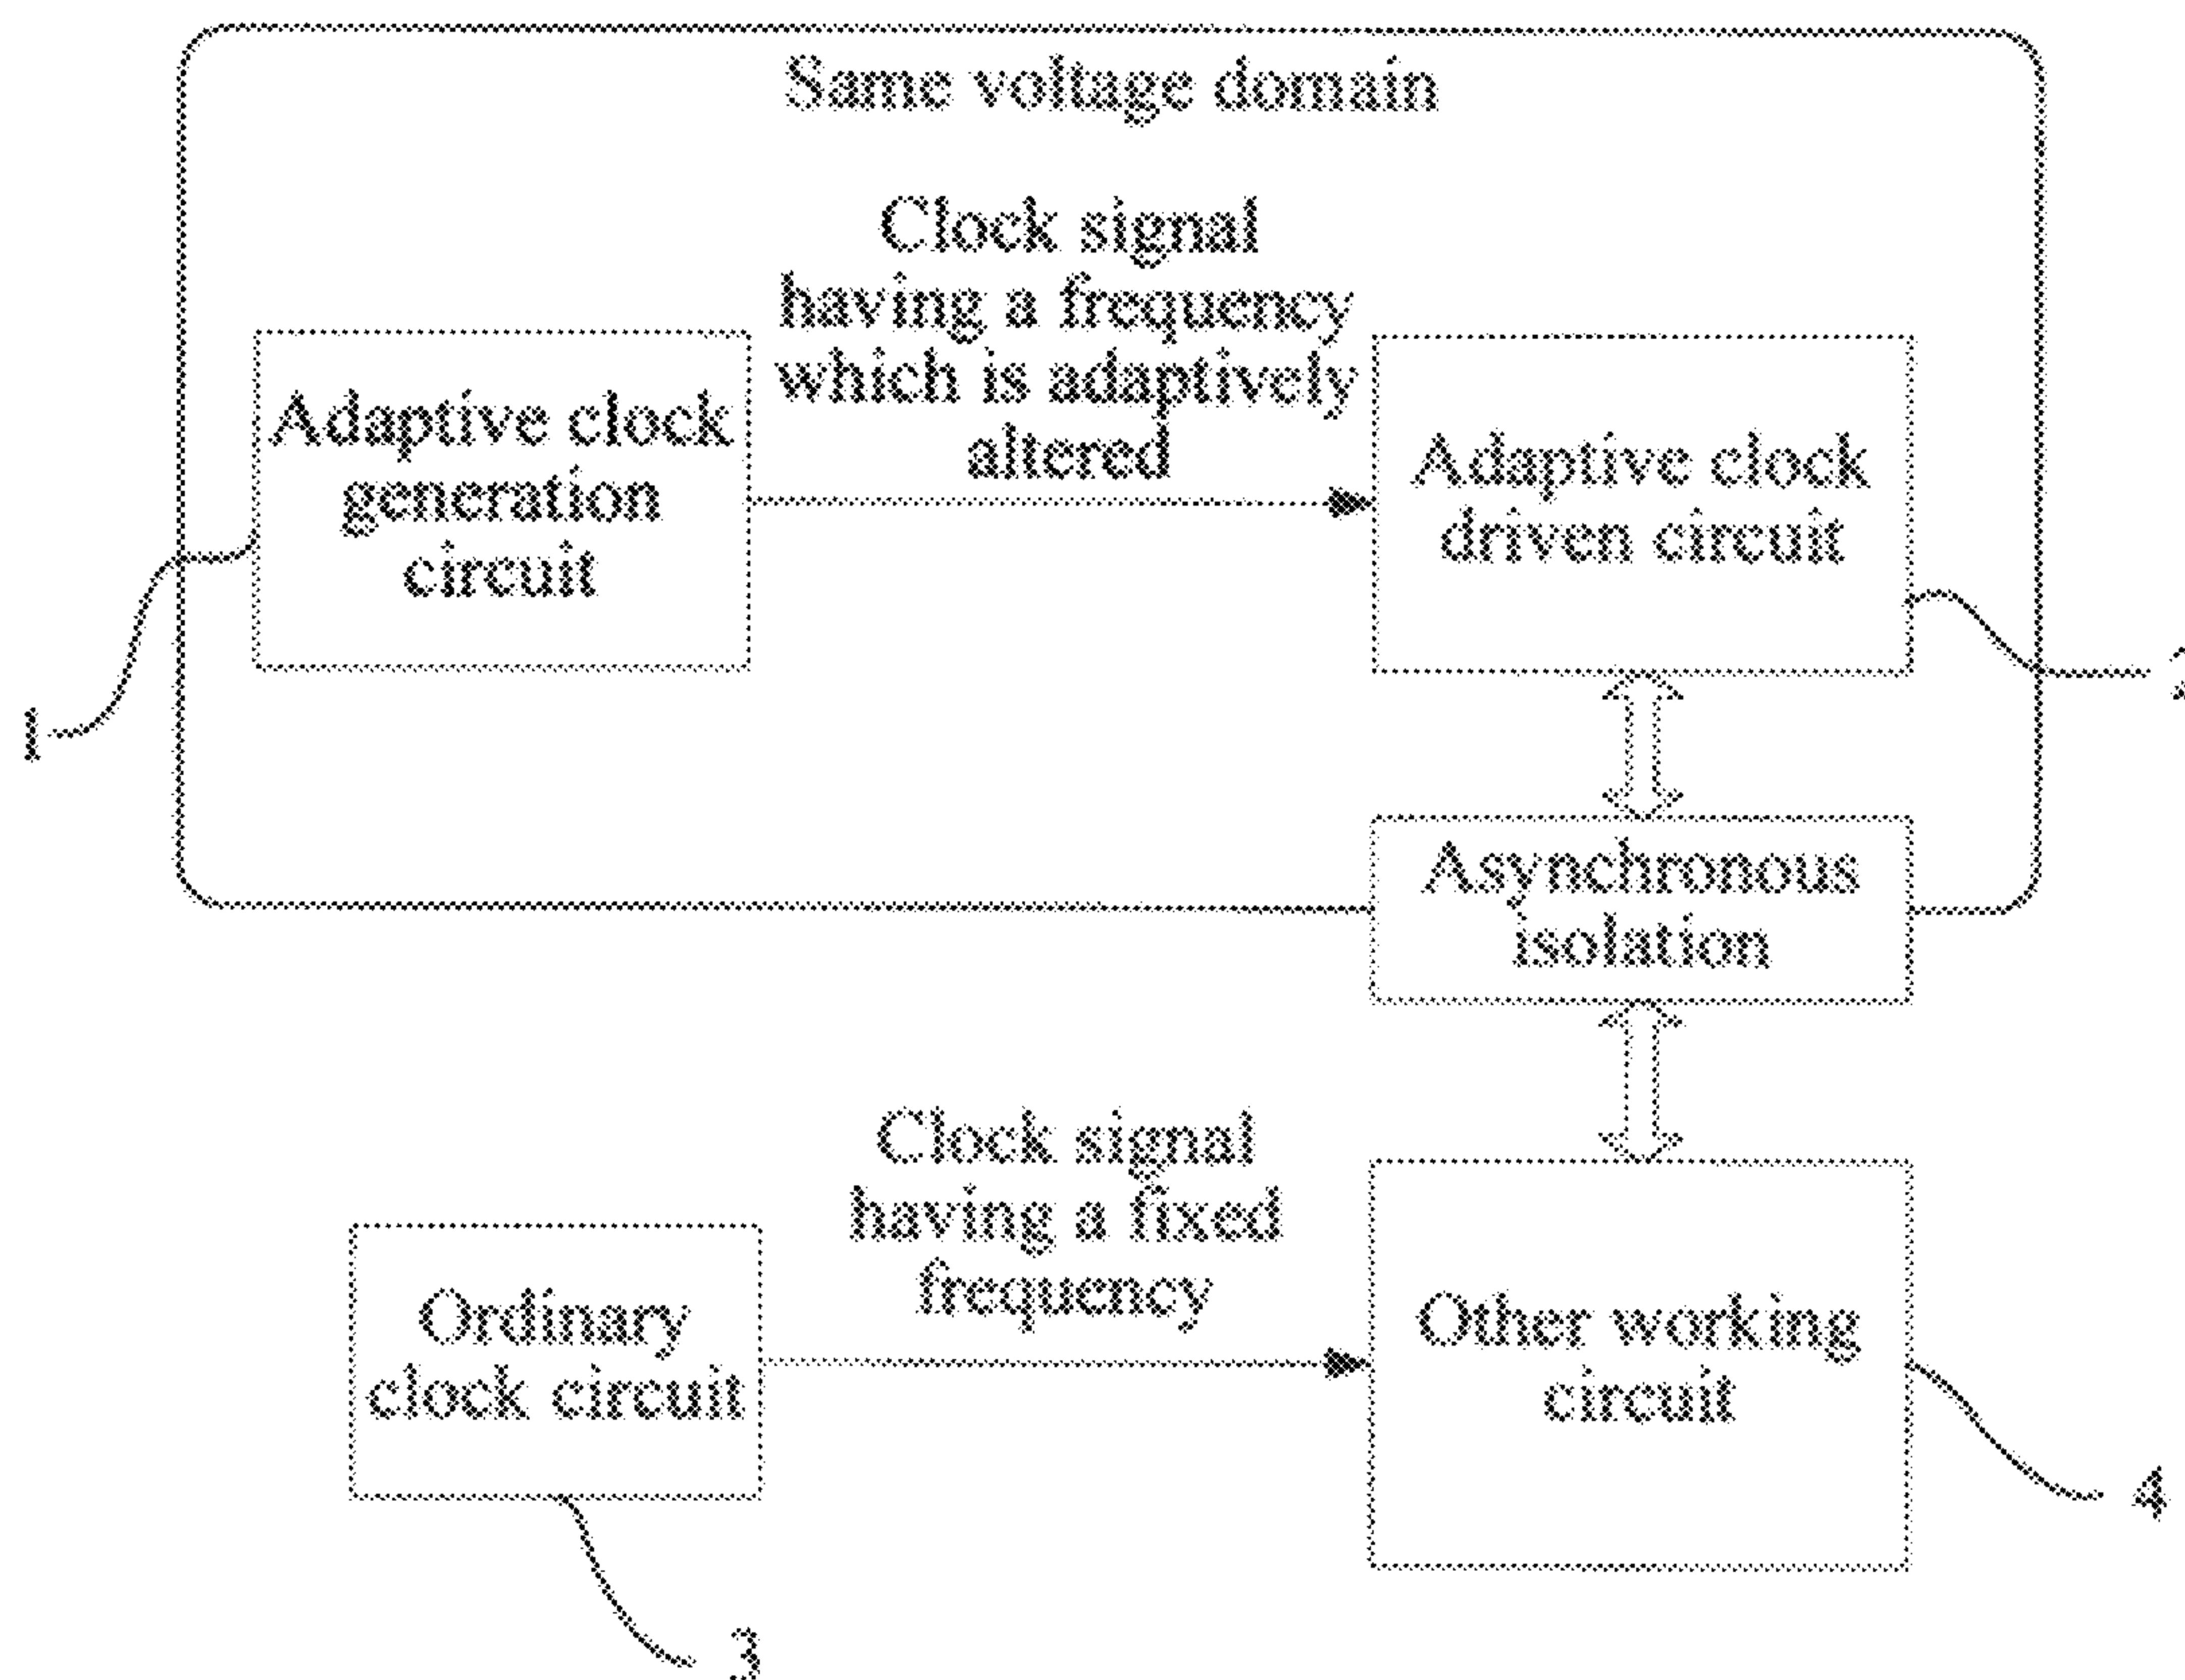 Same voltage domain
Clock signal
having a frequency
which is adaptively
altered
Adaptive clock
generation
circuit
Adaptive clock
driven circuit
1
Asynchronous
isolation
Clock signal
having a fixed
frequency
Ordinary
clock circuit
Other working
circuit
4
3